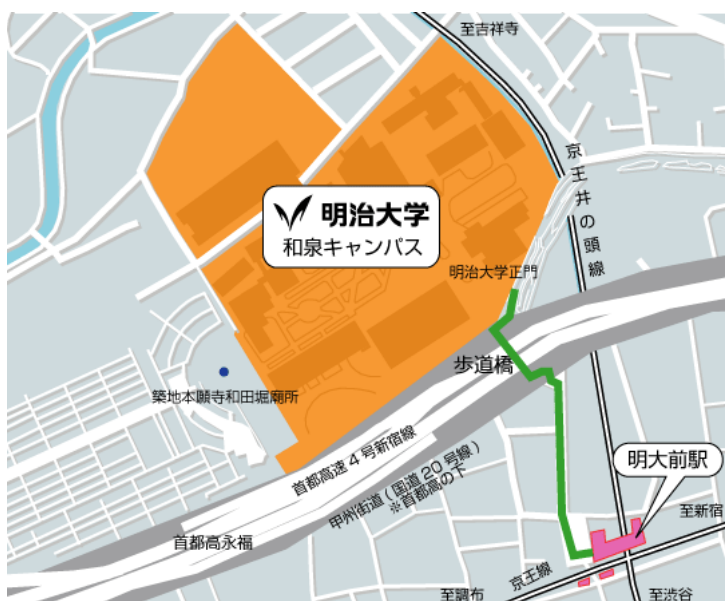 至吉祥寺
京王井の頭線
明治大学
和泉キャンパス
明治大学正門
歩道橋
築地本願寺和田堀廟所
首都高速4号新宿線
甲州街道(国道20号線)
※首都高の下
明大前駅
至新宿
首都高永福
京王線
至調布
至渋谷